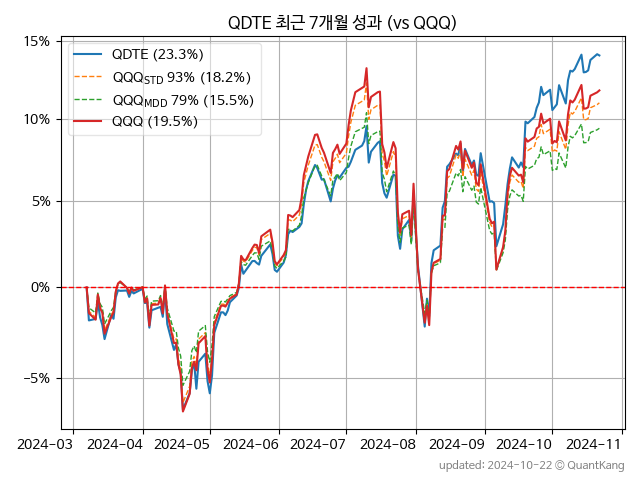 QDTE 최근 7개월 성과 (vs QQQ)
QDTE (23.3%)
QQQSTD 93% (18.2%)
QQQMDD 79% (15.5%)
QQQ (19.5%)
15%
10%
5%
0%
−5%
2024-03 2024-04 2024-05 2024-06 2024-07 2024-08 2024-09 2024-10 2024-11
updated: 2024-10-22 © QuantKang